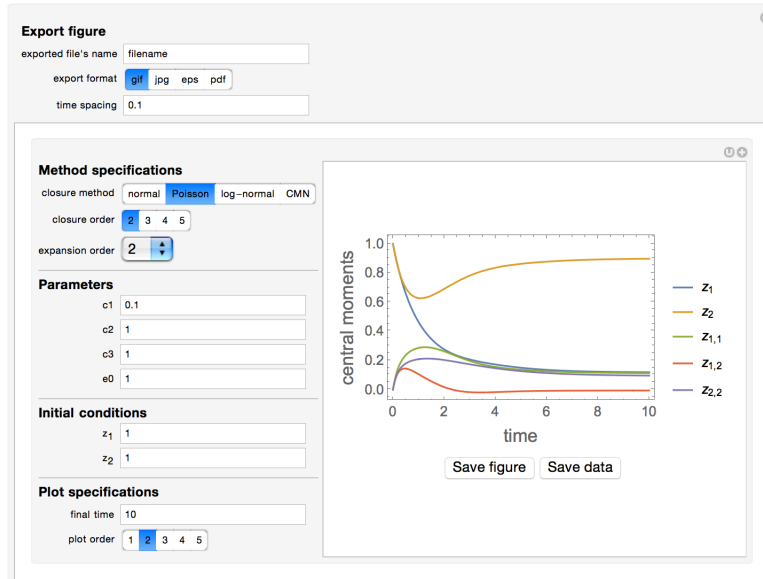 Export figure
exported file's name filename
export format gif jpg eps pdf
time spacing 0.1
Method specifications
closure method normal Poisson log-normal CMN
closure order 2 3 4 5
expansion order 2
Parameters
c1 0.1
c2 1
c3 1
e0 1
Initial conditions
z1 1
z2 1
Plot specifications
final time 10
plot order 1 2 3 4 5
central moments
1.0
0.8
0.6
0.4
0.2
0.0
0 2 4 6 8 10
time
z1
z2
z1,1
z1,2
z2,2
Save figure Save data